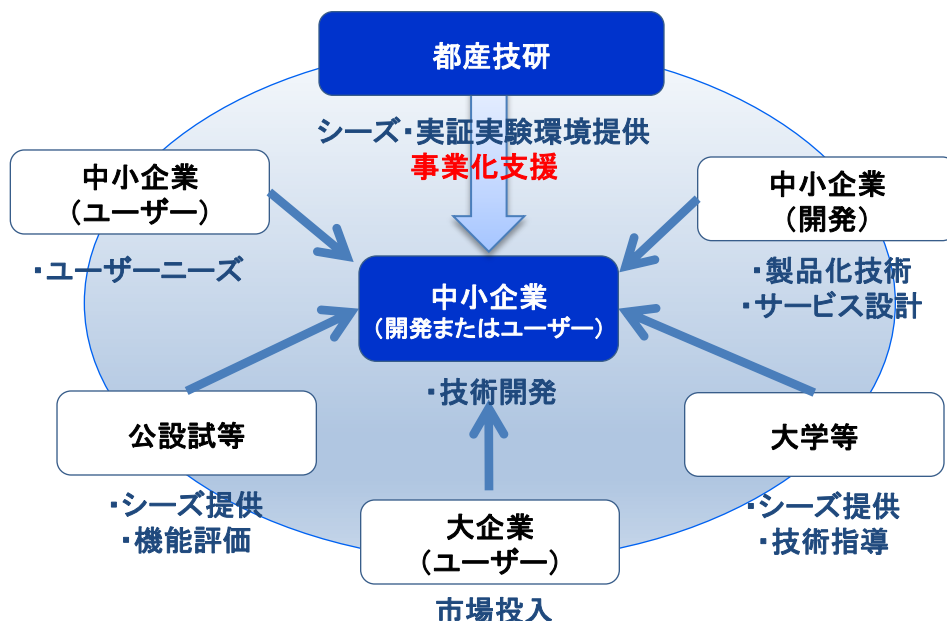 都産技研
シーズ・実証実験環境提供
事業化支援
中小企業
（ユーザー）
・ユーザーニーズ
中小企業
（開発）
・製品化技術
・サービス設計
中小企業
（開発またはユーザー）
・技術開発
公設試等
・シーズ提供
・機能評価
大学等
・シーズ提供
・技術指導
大企業
（ユーザー）
市場投入